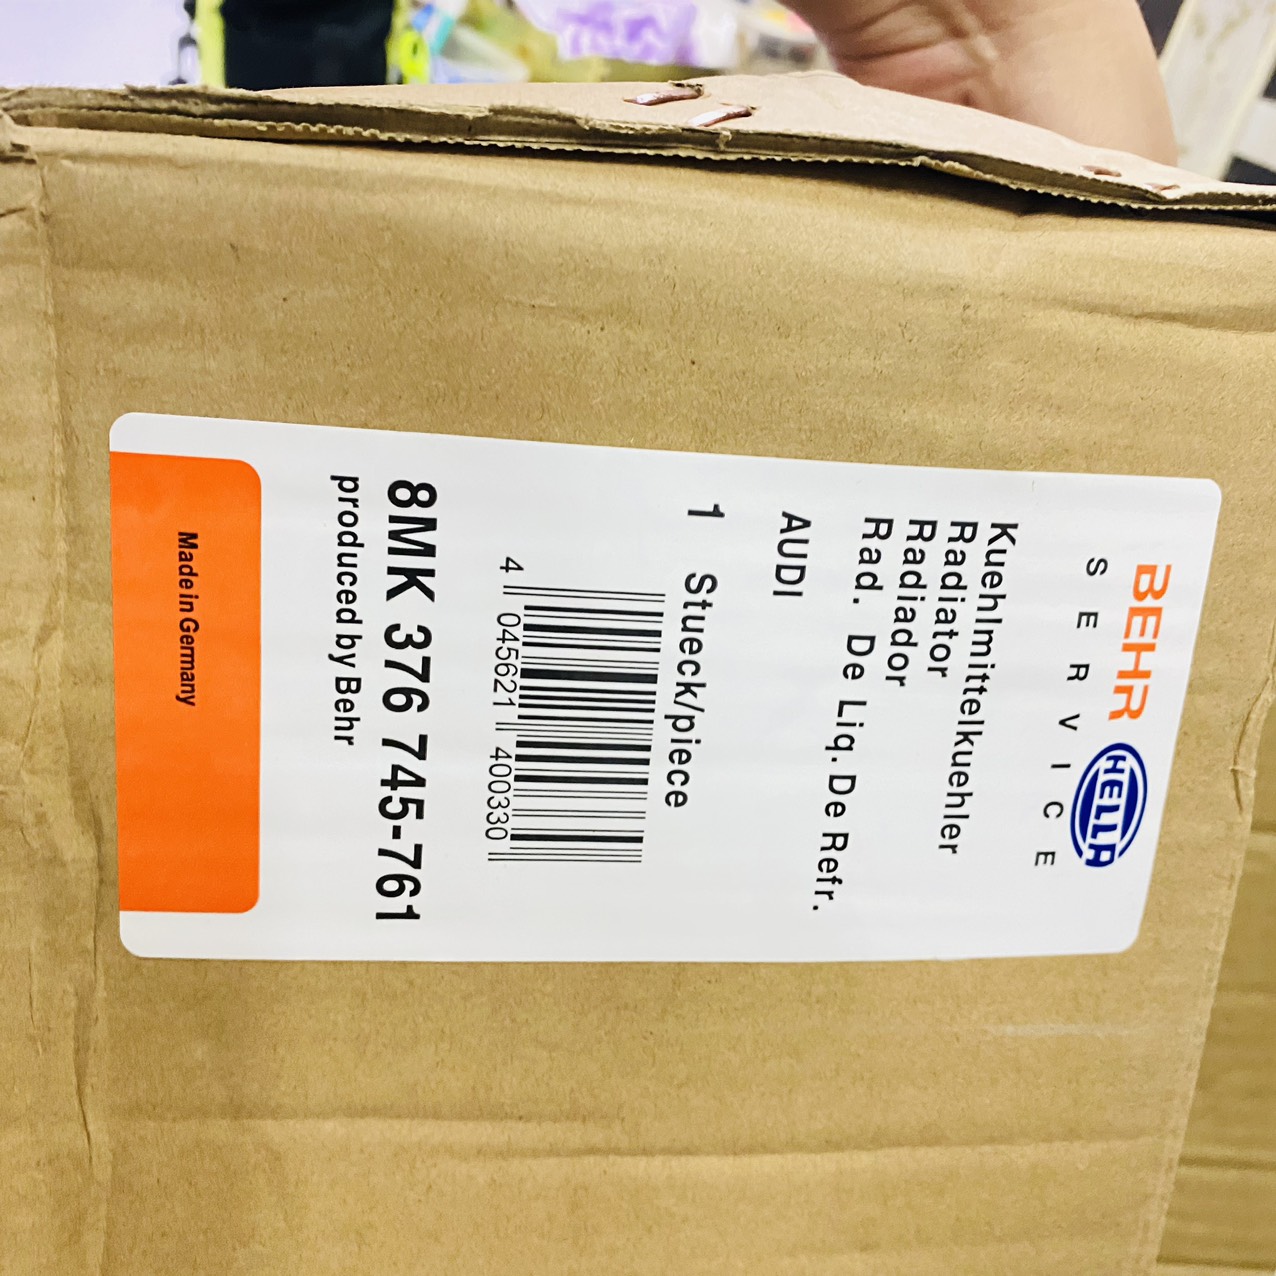 BEHR HELLA
SERVICE
Kuehlmittelkuehler
Radiator
Radiador
Rad. De Liq. De Refr.
AUDI
1 Stueck/piece
4 045621 400330
8MK 376 745-761
produced by Behr
Made in Germany